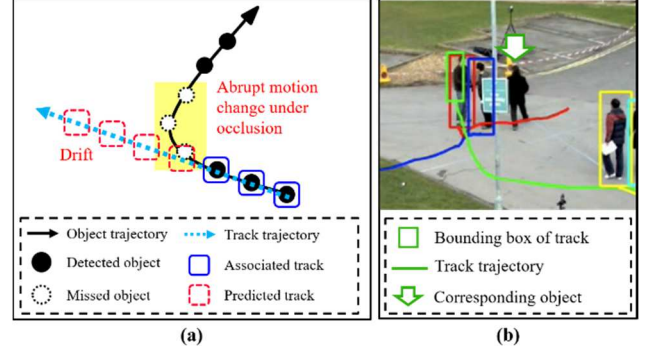 Abrupt motion
change under
occlusion
Drift
Object trajectory
Track trajectory
Detected object
Associated track
Missed object
Predicted track
(a)
Bounding box of track
Track trajectory
Corresponding object
(b)